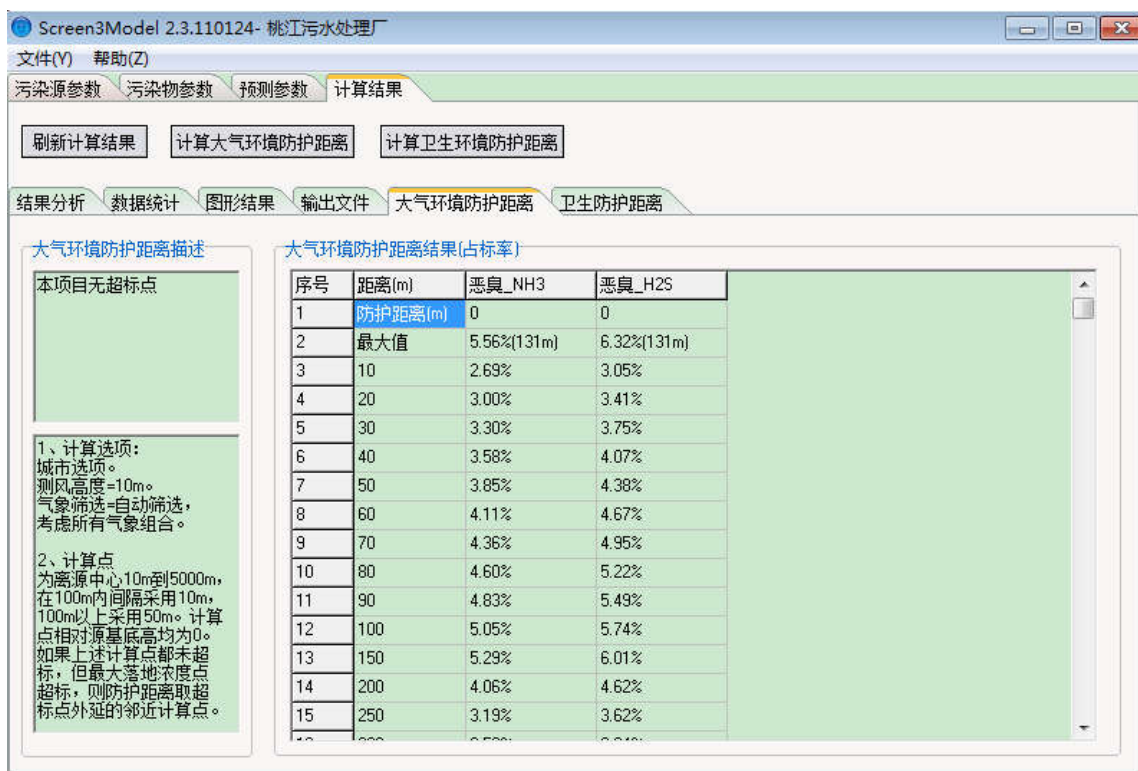 Screen3Model 2.3.110124- 桃江污水处理厂
文件(Y) 帮助(Z)
污染源参数 污染物参数 预测参数 计算结果
刷新计算结果 计算大气环境防护距离 计算卫生环境防护距离
结果分析 数据统计 图形结果 输出文件 大气环境防护距离 卫生防护距离
大气环境防护距离描述
本项目无超标点
1、计算选项:
城市选项。
测风高度=10m。
气象筛选=自动筛选,
考虑所有气象组合。
2、计算点
为离源中心10m到5000m,
在100m内间隔采用10m,
100m以上采用50m。计算
点相对源基底高均为0。
如果上述计算点都未超
标,但最大落地浓度点
超标,则防护距离取超
标点外延的邻近计算点。
大气环境防护距离结果(占标率)
序号 距离(m) 恶臭_NH3 恶臭_H2S
1 防护距离(m) 0 0
2 最大值 5.56%(131m) 6.32%(131m)
3 10 2.69% 3.05%
4 20 3.00% 3.41%
5 30 3.30% 3.75%
6 40 3.58% 4.07%
7 50 3.85% 4.38%
8 60 4.11% 4.67%
9 70 4.36% 4.95%
10 80 4.60% 5.22%
11 90 4.83% 5.49%
12 100 5.05% 5.74%
13 150 5.29% 6.01%
14 200 4.06% 4.62%
15 250 3.19% 3.62%